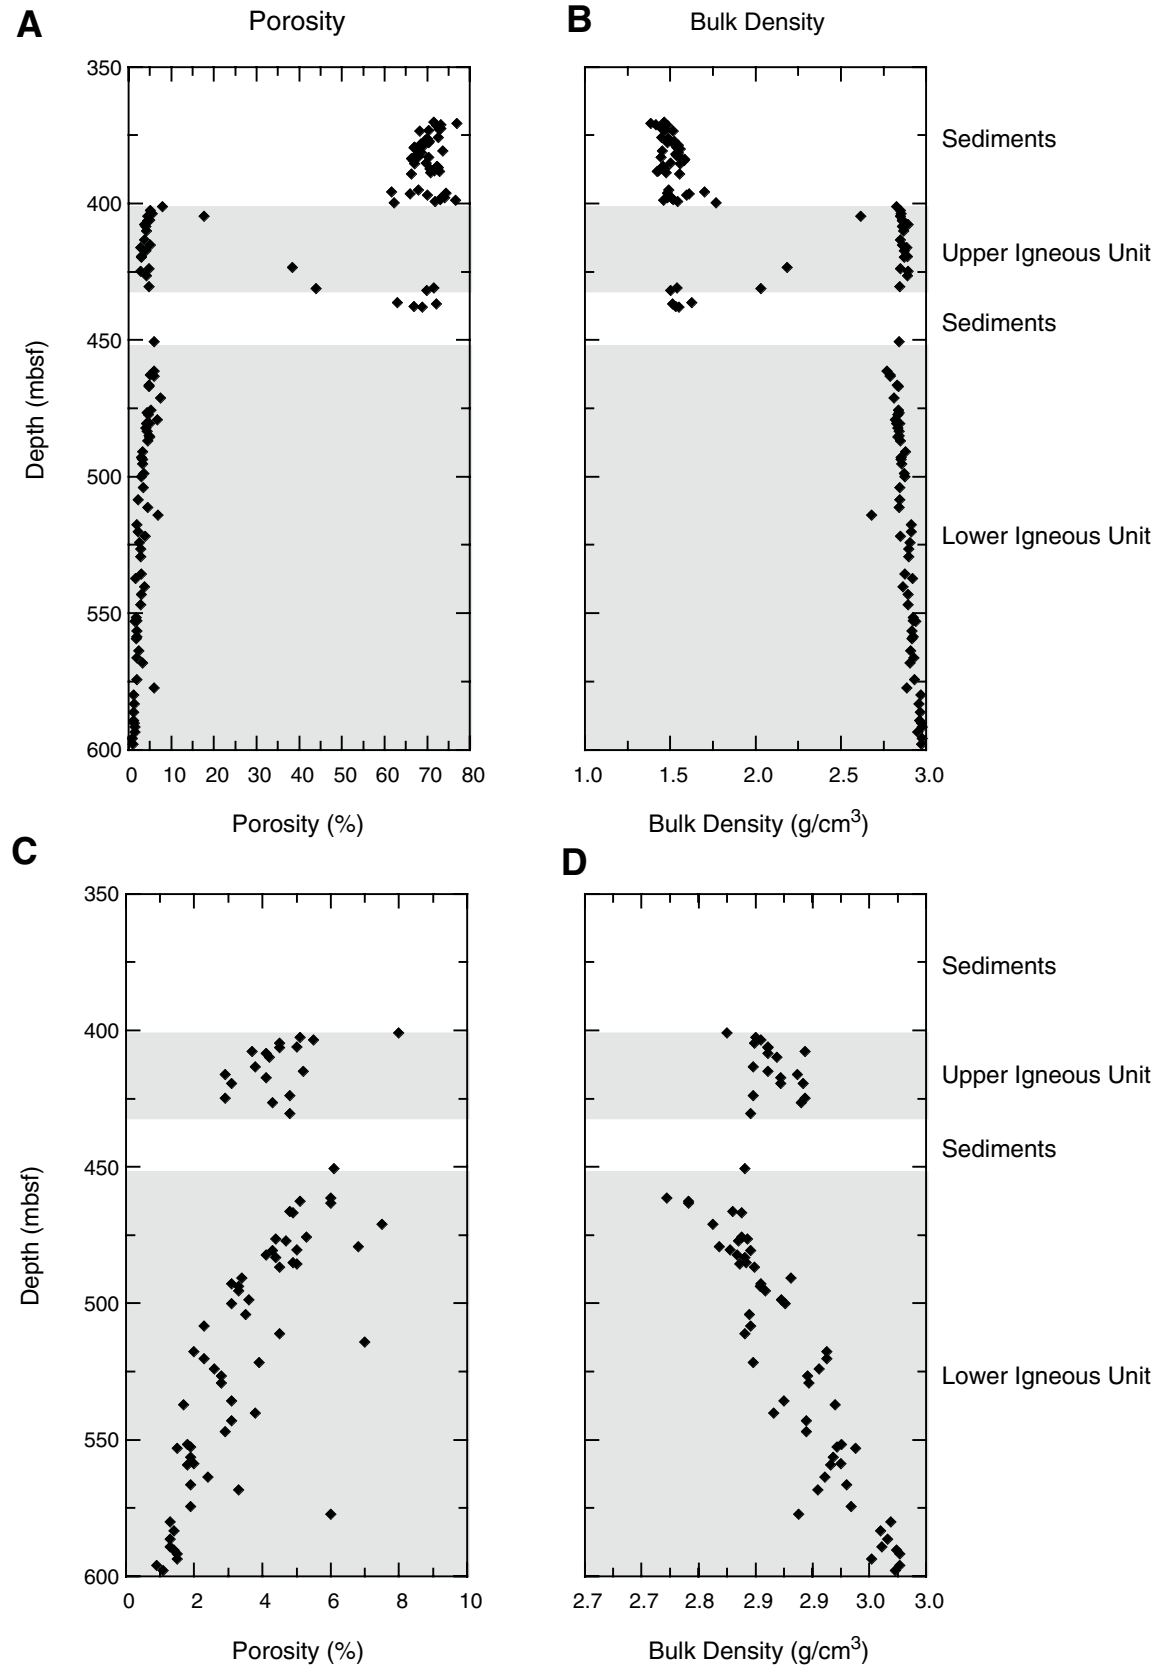 A
Porosity
B
Bulk Density
350
400
450
500
550
600
Depth (mbsf)
0 10 20 30 40 50 60 70 80
Porosity (%)
1.0 1.5 2.0 2.5 3.0
Bulk Density (g/cm³)
Sediments
Upper Igneous Unit
Sediments
Lower Igneous Unit
C
D
350
400
450
500
550
600
Depth (mbsf)
0 2 4 6 8 10
Porosity (%)
2.7 2.7 2.8 2.9 2.9 3.0 3.0
Bulk Density (g/cm³)
Sediments
Upper Igneous Unit
Sediments
Lower Igneous Unit